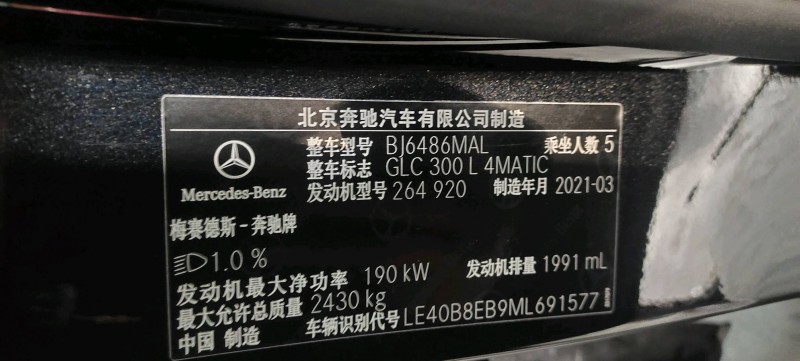 北京奔驰汽车有限公司制造
整车型号 BJ6486MAL 乘坐人数 5
整车标志 GLC 300 L 4MATIC
Mercedes-Benz 发动机型号 264 920 制造年月 2021-03
梅赛德斯-奔驰牌
1.0 %
发动机最大净功率 190 kW 发动机排量 1991 mL
最大允许总质量 2430 kg
中国 制造 车辆识别代号 LE40B8EB9ML691577